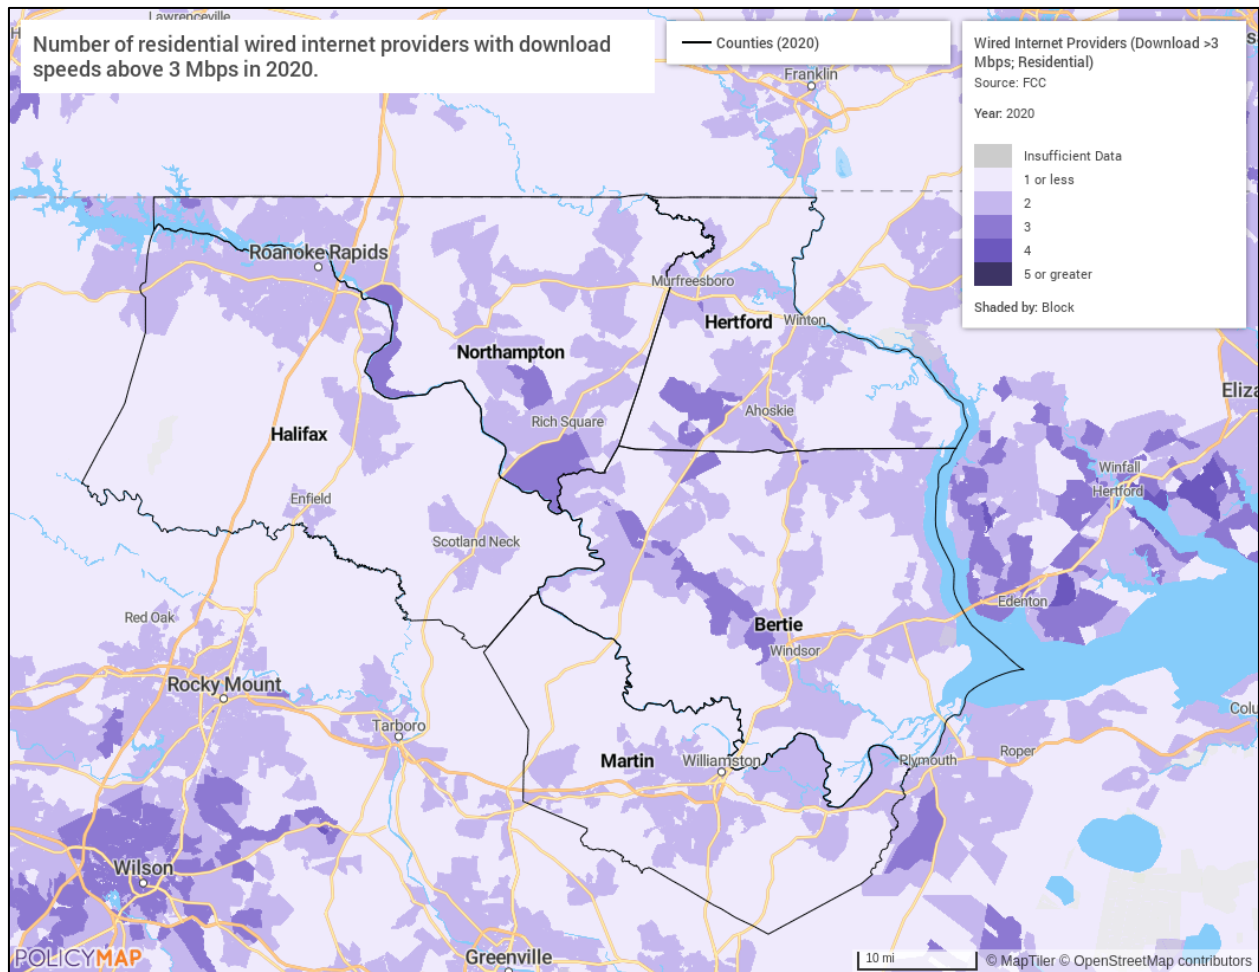 Lawrenceville
H
Number of residential wired internet providers with download
speeds above 3 Mbps in 2020.
Counties (2020)
Wired Internet Providers (Download >3
Mbps; Residential)
Source: FCC
Year: 2020
Insufficient Data
1 or less
2
3
4
5 or greater
Shaded by: Block
Franklin
Roanoke Rapids
Murfreesboro
Hertford
Winton
Northampton
Eliza
Ahoskie
Rich Square
Halifax
Winfall
Hertford
Enfield
Scotland Neck
Edenton
Red Oak
Bertie
Windsor
Rocky Mount
Tarboro
Colu
Roper
Martin
Williamston
Plymouth
Wilson
Greenville
POLICYMAP
10 mi
© MapTiler © OpenStreetMap contributors